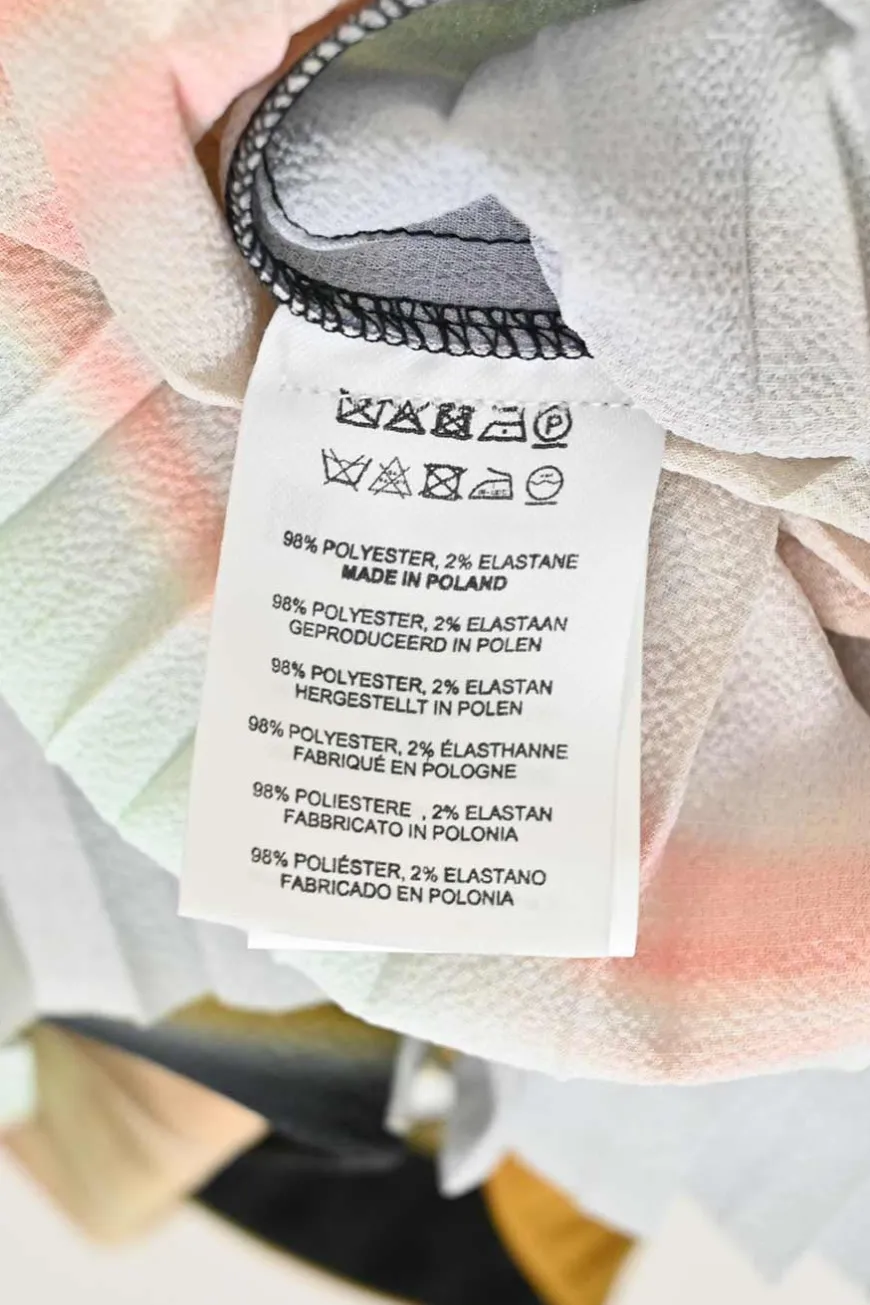 P
98% POLYESTER, 2% ELASTANE
MADE IN POLAND
98% POLYESTER, 2% ELASTAAN
GEPRODUCEERD IN POLEN
98% POLYESTER, 2% ELASTAN
HERGESTELLT IN POLEN
98% POLYESTER, 2% ÉLASTHANNE
FABRIQUÉ EN POLOGNE
98% POLIESTERE , 2% ELASTAN
FABBRICATO IN POLONIA
98% POLIÉSTER, 2% ELASTANO
FABRICADO EN POLONIA